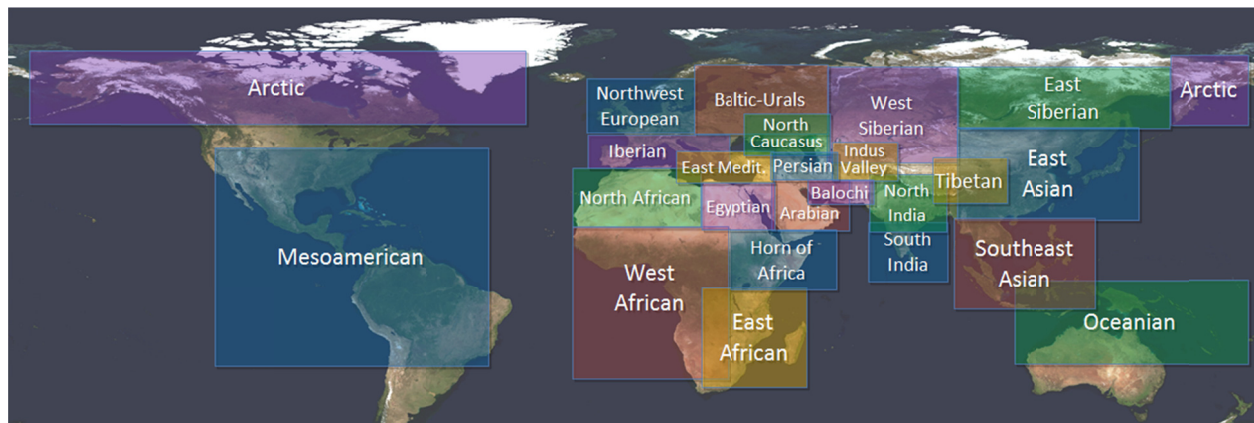 Arctic
Northwest
European
Baltic-Urals
West
Siberian
East
Siberian
Arctic
North
Caucasus
Iberian
East Medit.
Persian
Indus
Valley
East
Asian
North African
Egyptian
Arabian
Balochi
North
India
Tibetan
Mesoamerican
West
African
Horn of
Africa
South
India
Southeast
Asian
East
African
Oceanian